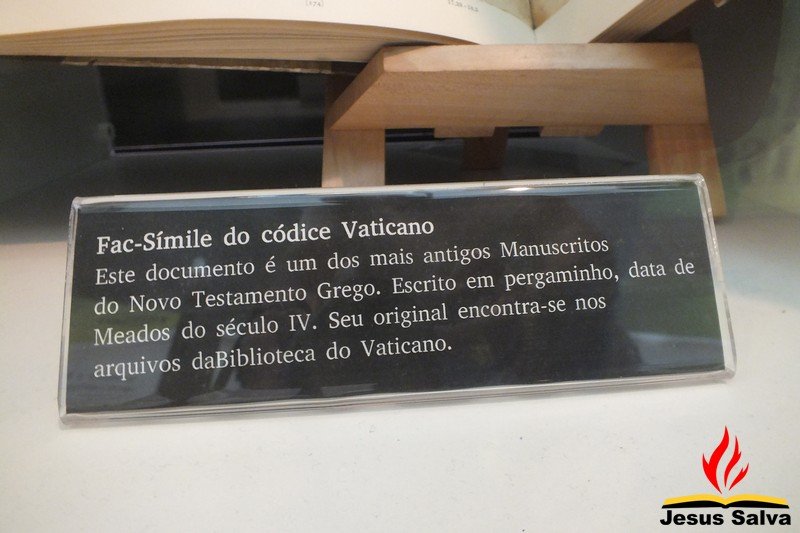 (174)
Fac-Símile do códice Vaticano
Este documento é um dos mais antigos Manuscritos
do Novo Testamento Grego. Escrito em pergaminho, data de
Meados do século IV. Seu original encontra-se nos
arquivos daBiblioteca do Vaticano.
Jesus Salva